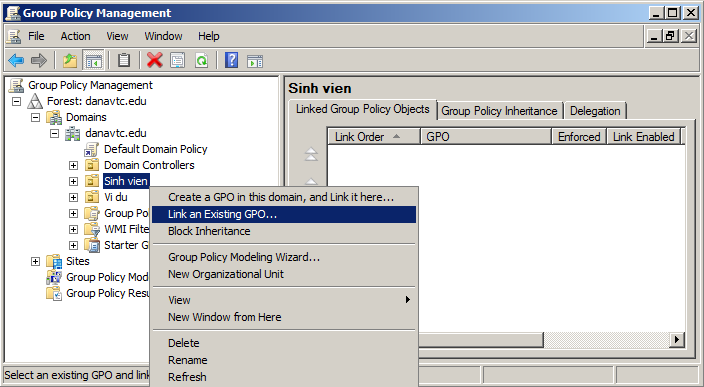 Group Policy Management
File Action View Window Help
Group Policy Management
Forest: danavtc.edu
Domains
danavtc.edu
Default Domain Policy
Domain Controllers
Sinh vien
Vi du
Group Po
WMI Filte
Starter G
Sites
Group Policy Mod
Group Policy Resu
Sinh vien
Linked Group Policy Objects Group Policy Inheritance Delegation
Link Order GPO Enforced Link Enabled
Create a GPO in this domain, and Link it here...
Link an Existing GPO...
Block Inheritance
Group Policy Modeling Wizard...
New Organizational Unit
View
New Window from Here
Delete
Rename
Refresh
Select an existing GPO and link